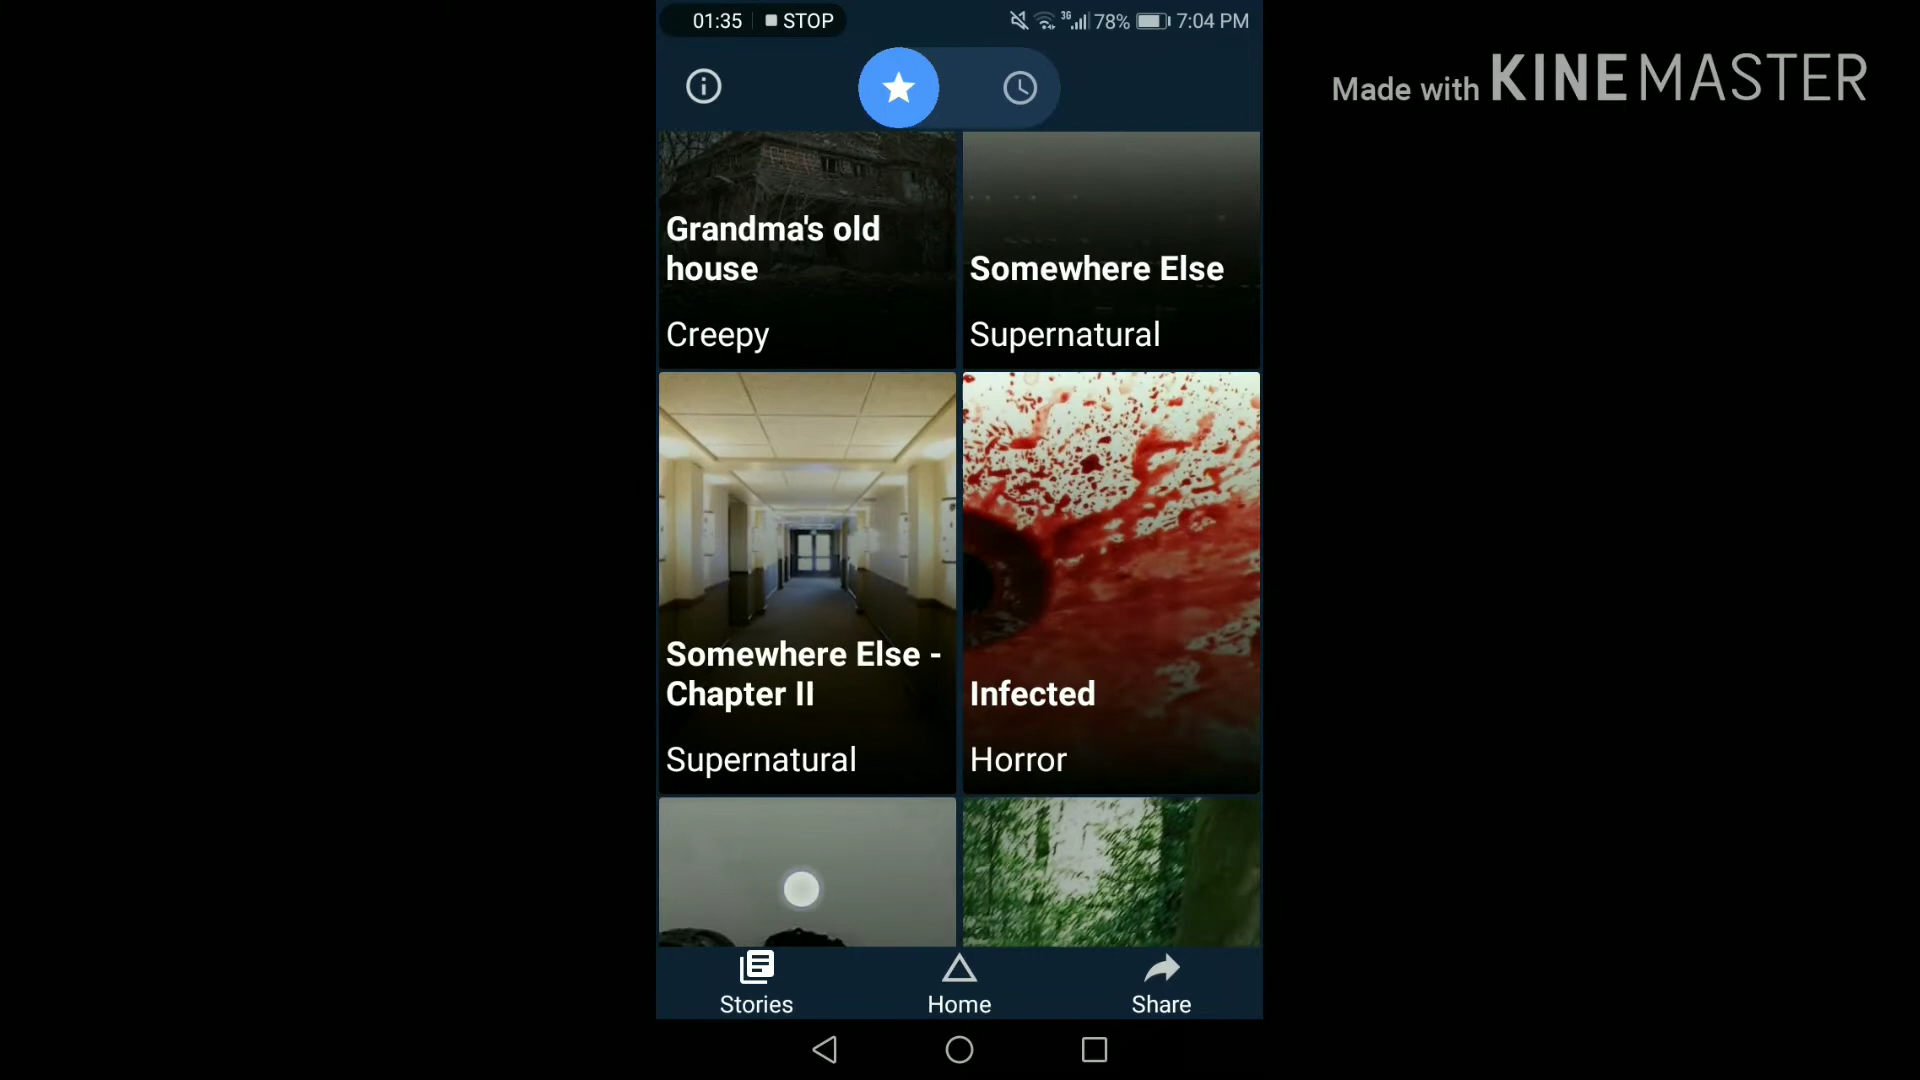 01:35 STOP 3G 78% 7:04 PM
Made with KINEMASTER
Grandma's old
house
Creepy
Somewhere Else
Supernatural
Somewhere Else -
Chapter II
Supernatural
Infected
Horror
Stories Home Share